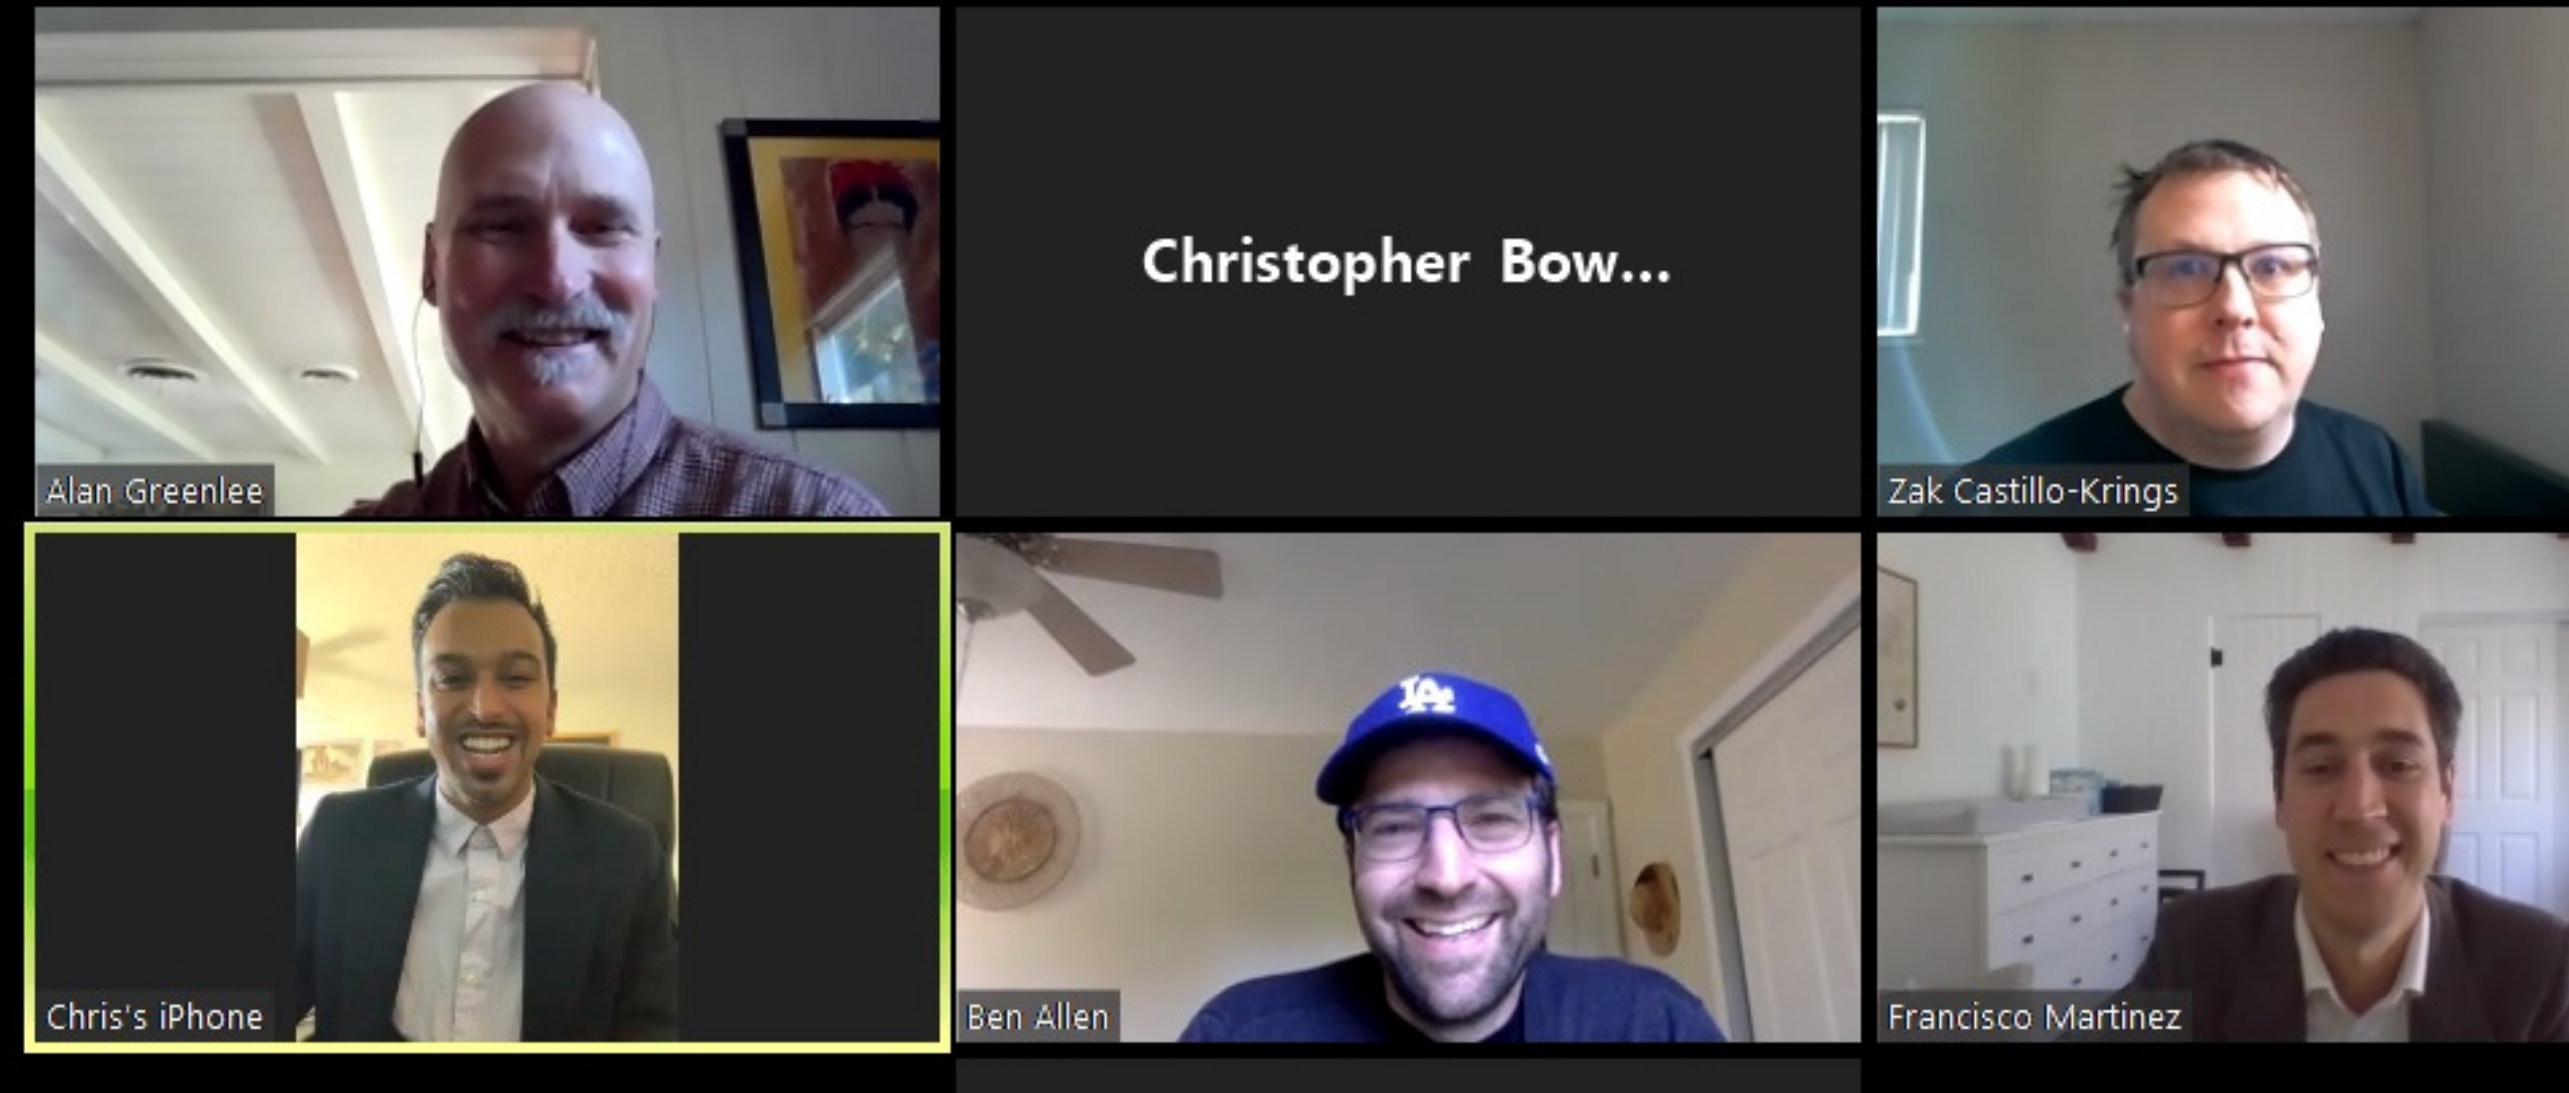 Christopher Bow...
Alan Greenlee
Zak Castillo-Krings
LA
Chris's iPhone
Ben Allen
Francisco Martinez